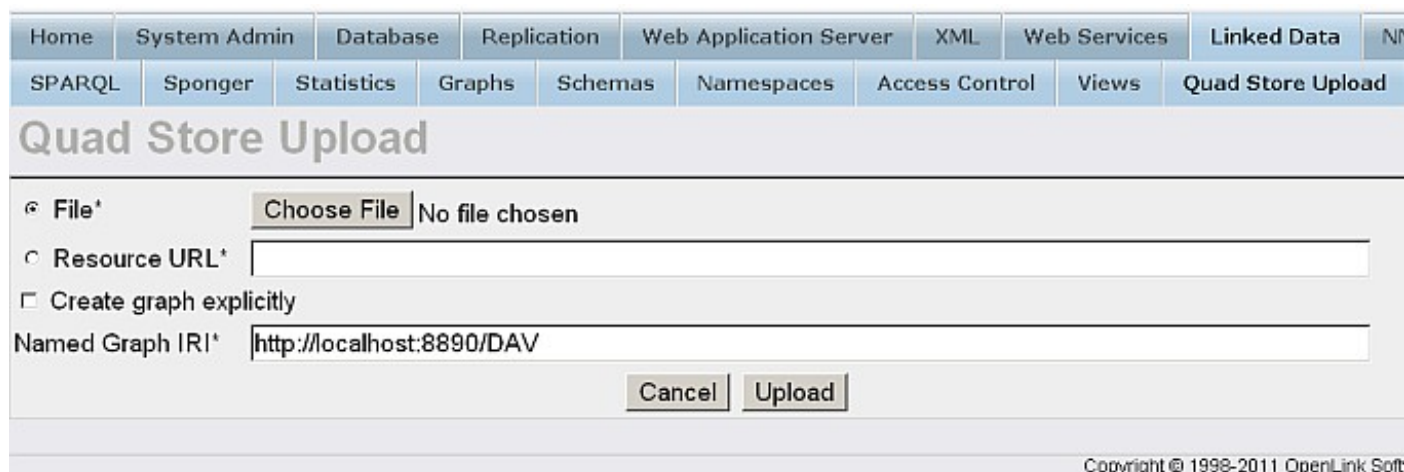 Home System Admin Database Replication Web Application Server XML Web Services Linked Data
SPARQL Sponger Statistics Graphs Schemas Namespaces Access Control Views Quad Store Upload
Quad Store Upload
File* Choose File No file chosen
Resource URL*
Create graph explicitly
Named Graph IRI* http://localhost:8890/DAV
Cancel Upload
Copyright © 1998-2011 OpenLink